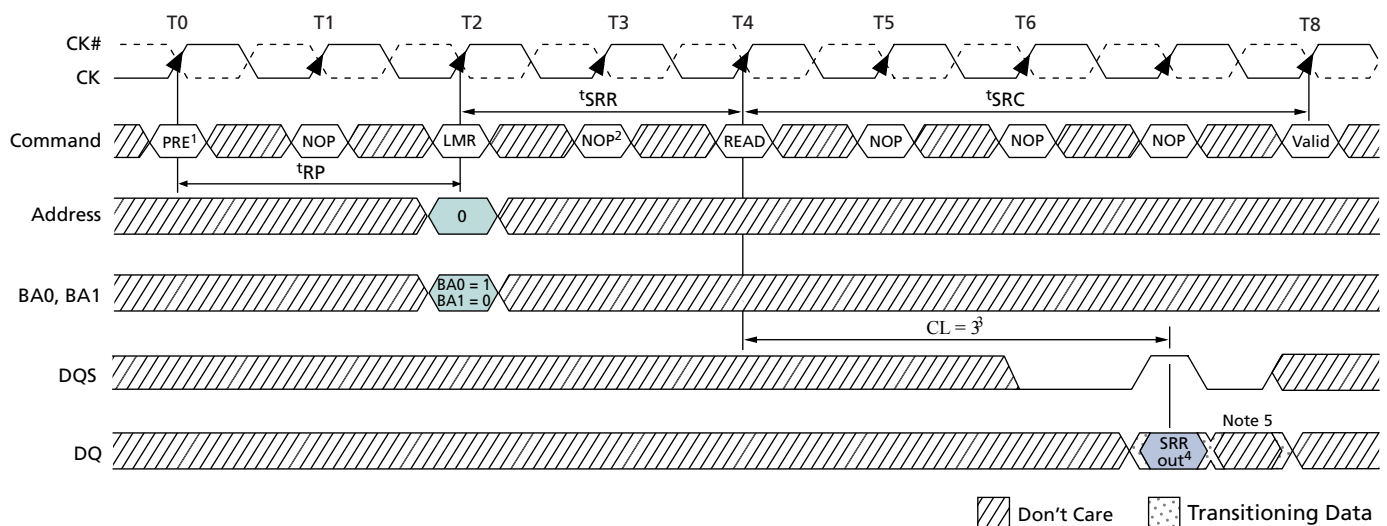 T0 T1 T2 T3 T4 T5 T6 T8
CK#
CK
tSRR tSRC
Command PRE1 NOP LMR NOP2 READ NOP NOP NOP Valid
tRP
Address 0
BA0, BA1 BA0 = 1
BA1 = 0
CL = 33
DQS
Note 5
DQ SRR
out4
Don't Care Transitioning Data